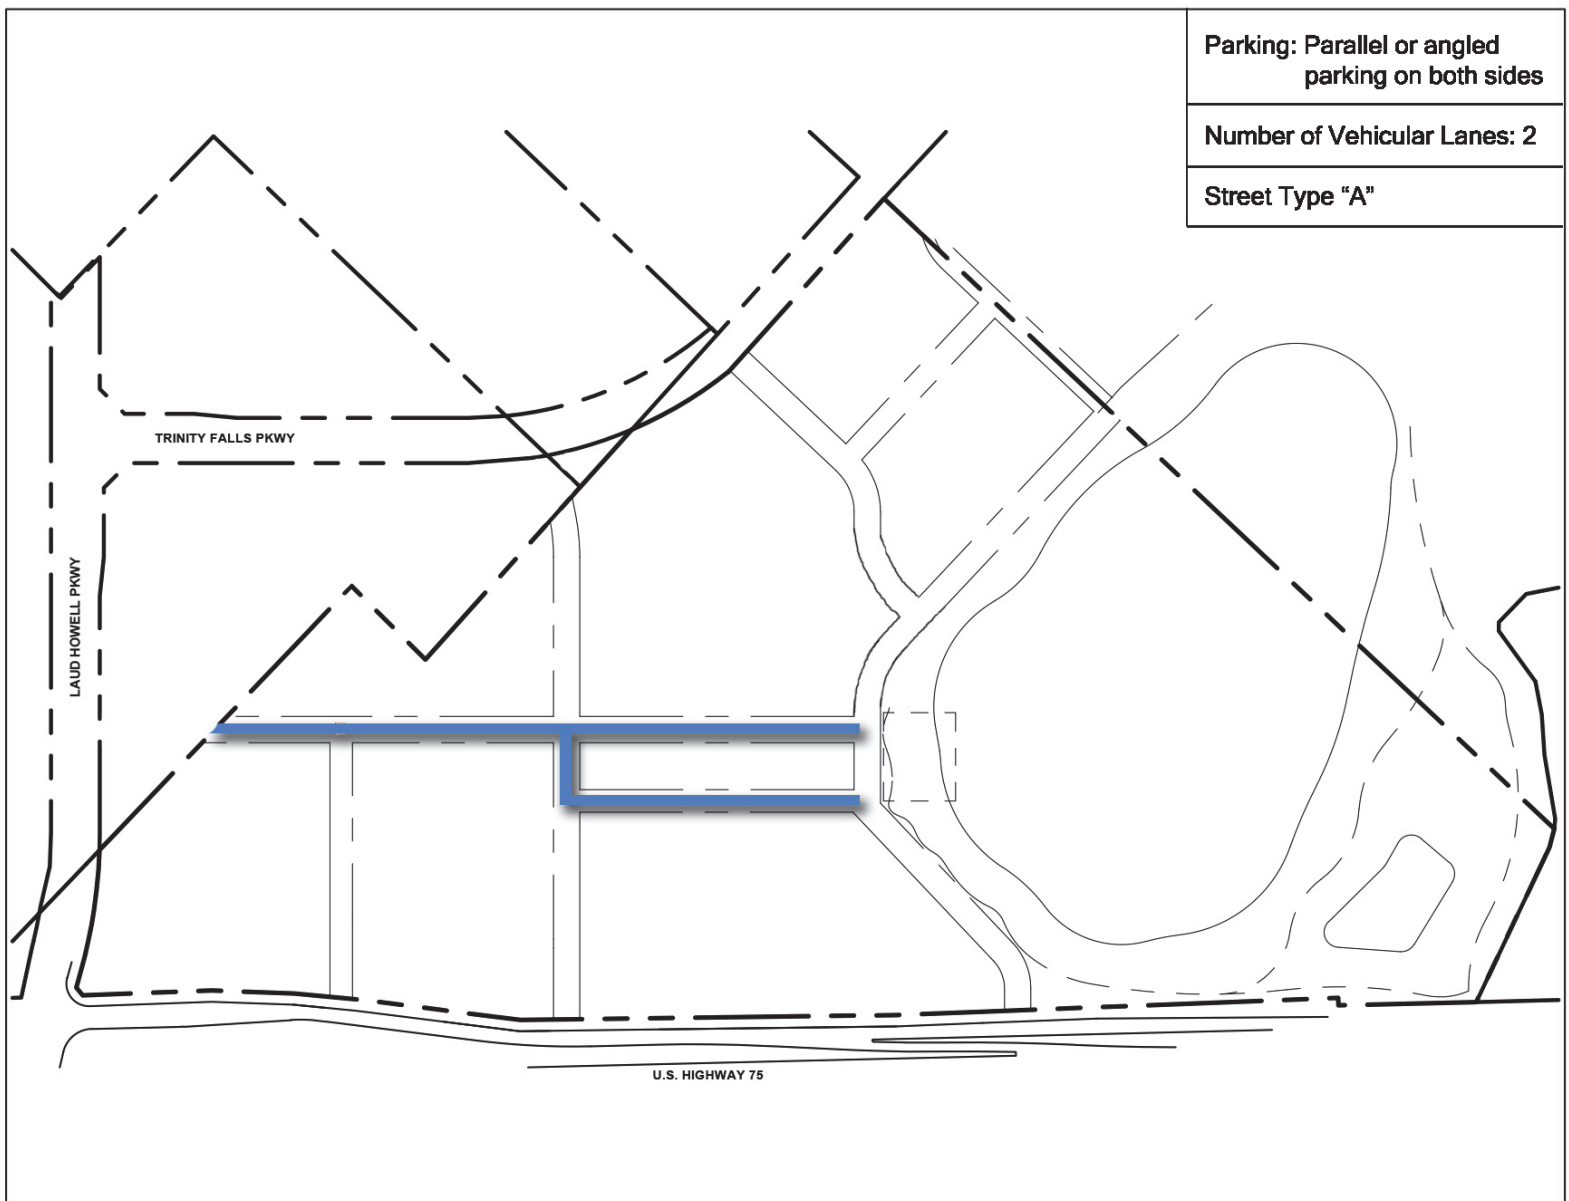 Parking: Parallel or angled
parking on both sides
Number of Vehicular Lanes: 2
Street Type “A”
TRINITY FALLS PKWY
LAUD HOWELL PKWY
U.S. HIGHWAY 75